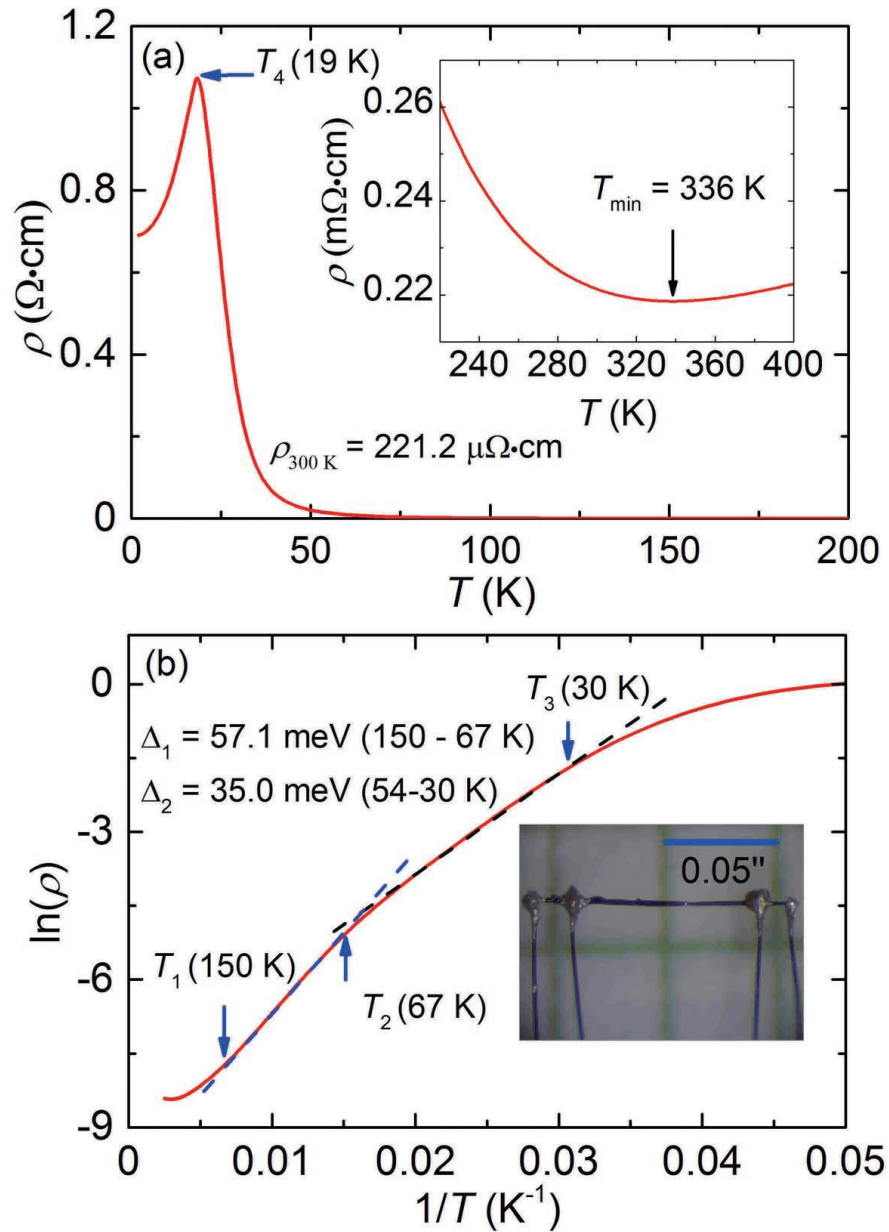 (a)
T₄ (19 K)
T_min = 336 K
ρ₃₀₀ K = 221.2 μΩ·cm
ρ (Ω·cm)
1.2
0.8
0.4
0
0 50 100 150 200
T (K)
ρ (mΩ·cm)
0.26
0.24
0.22
240 280 320 360 400
T (K)
(b)
Δ₁ = 57.1 meV (150 - 67 K)
Δ₂ = 35.0 meV (54-30 K)
T₃ (30 K)
T₁ (150 K)
T₂ (67 K)
0.05"
ln(ρ)
0
-3
-6
-9
0 0.01 0.02 0.03 0.04 0.05
1/T (K⁻¹)